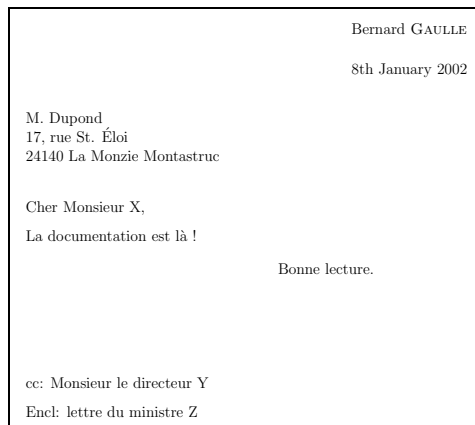 Bernard GAULLE
8th January 2002
M. Dupond
17, rue St. Éloi
24140 La Monzie Montastruc
Cher Monsieur X,
La documentation est là !
Bonne lecture.
cc: Monsieur le directeur Y
Encl: lettre du ministre Z